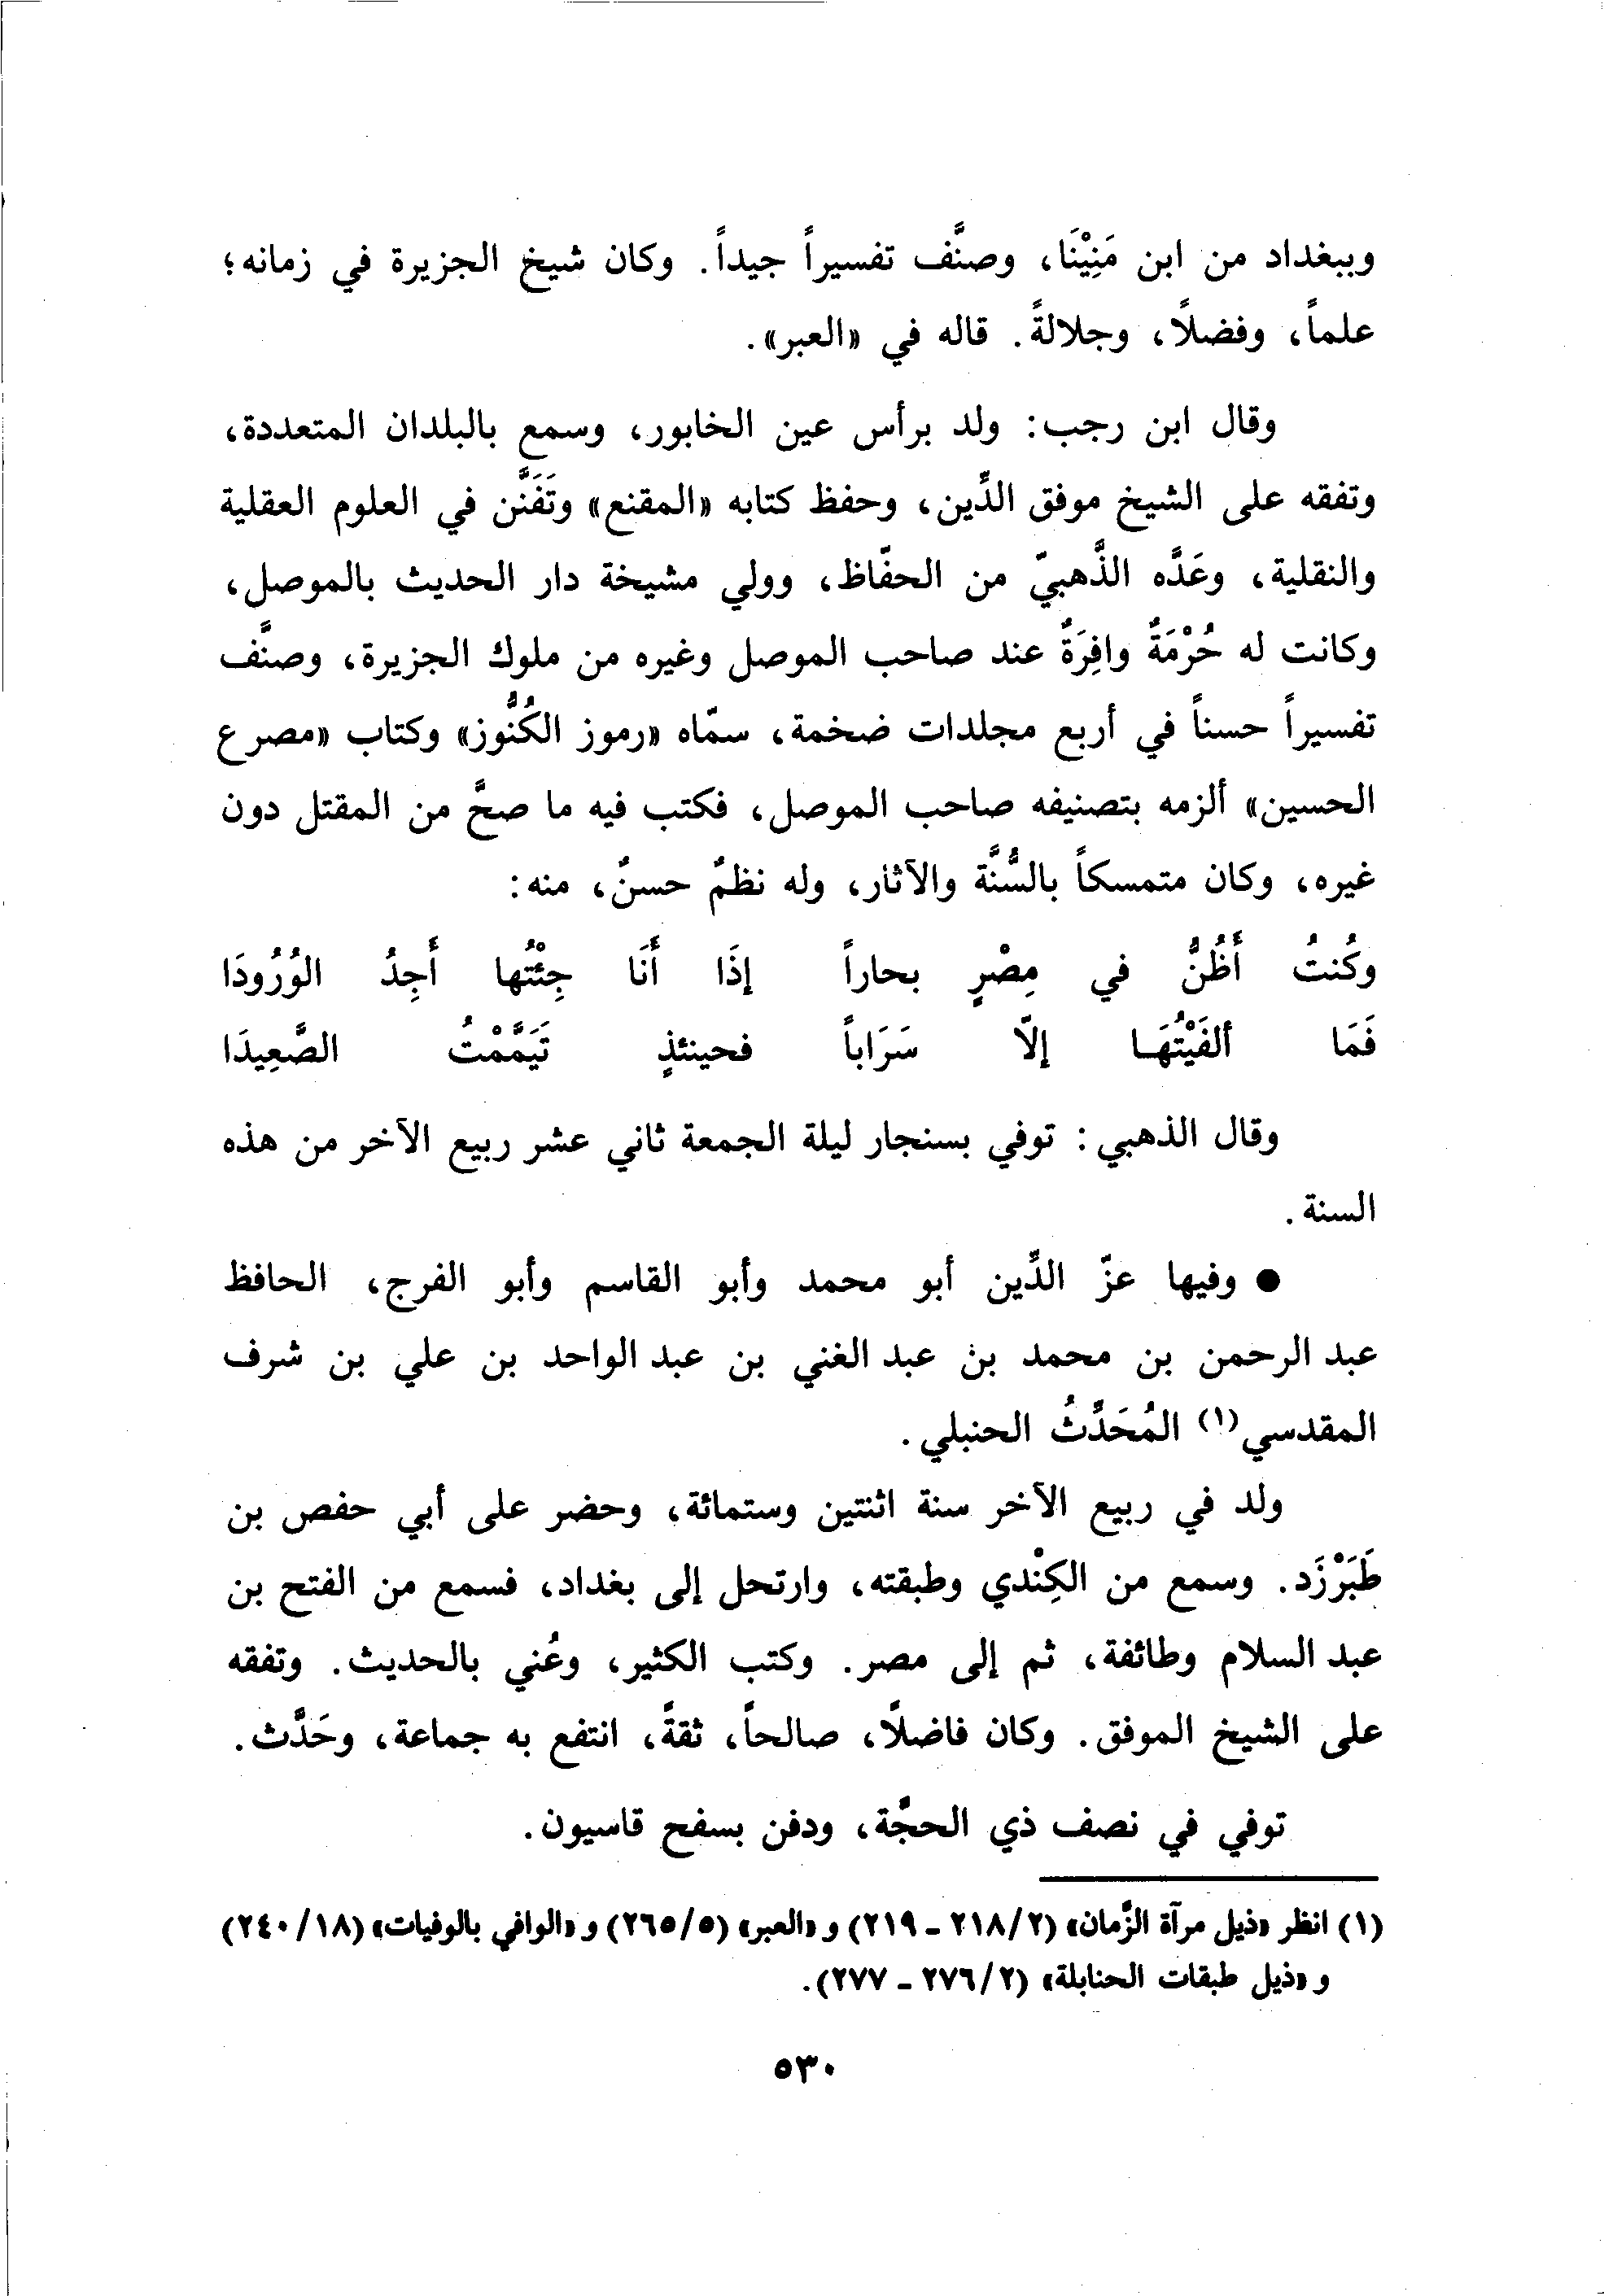 وببغداد من ابن مَنِيْنَا، وصنَّف تفسيراً جيداً. وكان شيخ الجزيرة في زمانه؛
علماً، وفضلاً، وجلالةً. قاله في «العبر».
وقال ابن رجب: ولد برأس عين الخابور، وسمع بالبلدان المتعددة،
وتفقه على الشيخ موفق الدِّين، وحفظ كتابه «المقنع» وتَفَنَّن في العلوم العقلية
والنقلية، وعَدَّه الذَّهبيّ من الحفّاظ، وولي مشيخة دار الحديث بالموصل،
وكانت له حُرْمَةٌ وافِرَةٌ عند صاحب الموصل وغيره من ملوك الجزيرة، وصنَّف
تفسيراً حسناً في أربع مجلدات ضخمة، سمّاه «رموز الكُنُوز» وكتاب «مصرع
الحسين» ألزمه بتصنيفه صاحب الموصل، فكتب فيه ما صحَّ من المقتل دون
غيره، وكان متمسكاً بالسُّنَّة والآثار، وله نظمٌ حسنٌ، منه:
وكُنتُ أَظُنُّ في مِصْرٍ بحاراً إذَا أَنَا جِئْتُها أَجِدُ الوُرُودَا
فَمَا ألفَيْتُهَا إلاّ سَرَاباً فحينئذٍ تَيَمَّمْتُ الصَّعِيدَا
وقال الذهبي: توفي بسنجار ليلة الجمعة ثاني عشر ربيع الآخر من هذه
السنة.
● وفيها عزّ الدِّين أبو محمد وأبو القاسم وأبو الفرج، الحافظ
عبد الرحمن بن محمد بن عبد الغني بن عبد الواحد بن علي بن شرف
المقدسي(١) المُحَدِّثُ الحنبلي.
ولد في ربيع الآخر سنة اثنتين وستمائة، وحضر على أبي حفص بن
طَبَرْزَد. وسمع من الكِنْدي وطبقته، وارتحل إلى بغداد، فسمع من الفتح بن
عبد السلام وطائفة، ثم إلى مصر. وكتب الكثير، وعُني بالحديث. وتفقه
على الشيخ الموفق. وكان فاضلاً، صالحاً، ثقةً، انتفع به جماعة، وحَدَّث.
توفي في نصف ذي الحجَّة، ودفن بسفح قاسيون.
(١) انظر «ذيل مرآة الزَّمان» (٢/ ٢١٨ ـ ٢١٩) و «العبر» (٥/ ٢٦٥) و «الوافي بالوفيات» (١٨/ ٢٤٠)
و «ذيل طبقات الحنابلة» (٢/ ٢٧٦ ـ ٢٧٧).
٥٣٠